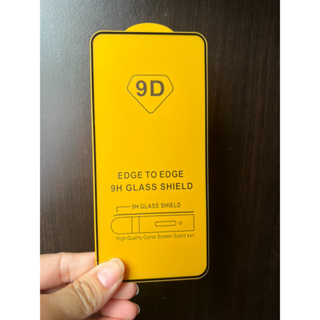 9D
EDGE TO EDGE
9H GLASS SHIELD
9H GLASS SHIELD
High Quality Curve Screen Guard